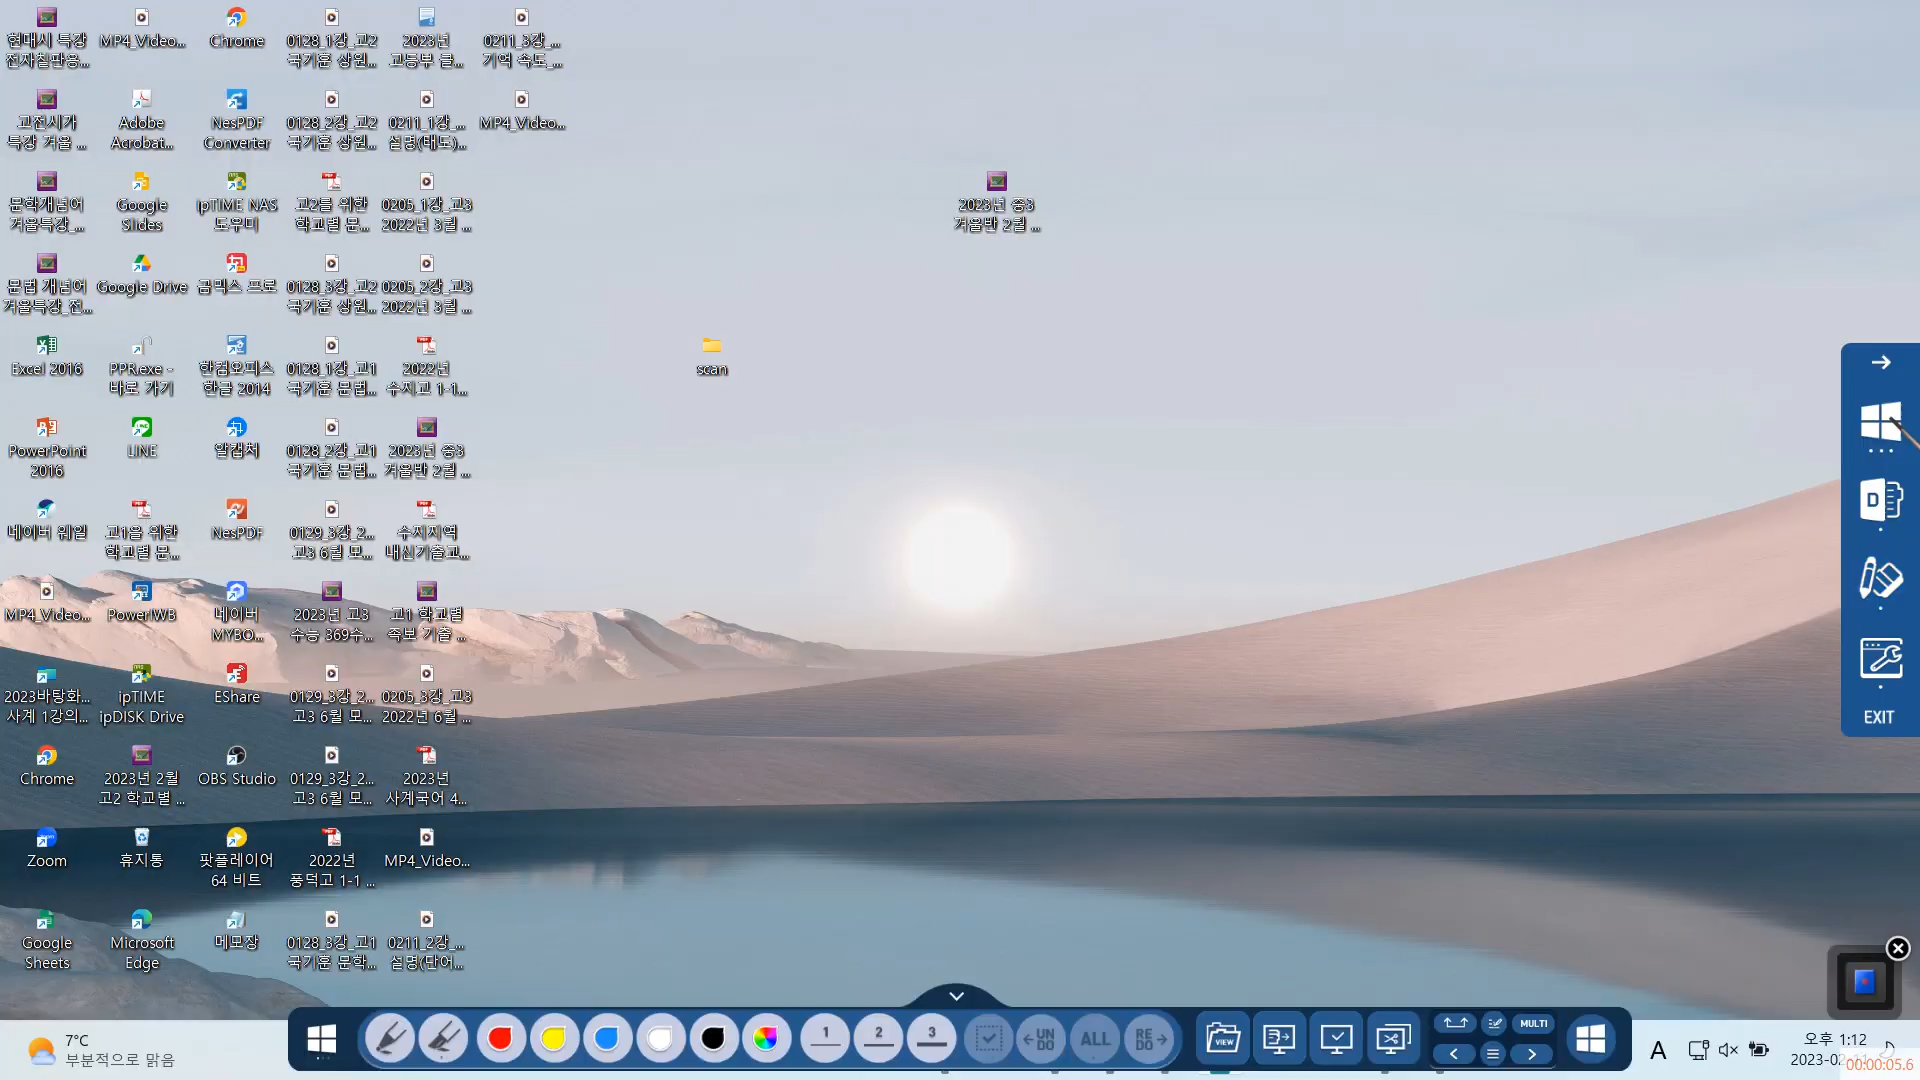 현대시 특강
전자칠판용...
MP4_Video...
Chrome
0128_1강_고2
국기훈 상원...
2023년
고등부 클...
0211_3강_...
기역 속도_...
고전시가
특강 겨울 ...
Adobe
Acrobat...
NesPDF
Converter
0128_2강_고2
국기훈 상원...
0211_1강_...
설명(태도)...
MP4_Video...
문학개념어
겨울특강_...
Google
Slides
ipTIME NAS
도우미
고2를 위한
학교별 문...
0205_1강_고3
2022년 3월 ...
2023년 중3
겨울반 2월 ...
문법 개념어
겨울특강_전...
Google Drive
곰믹스 프로
0128_3강_고2
국기훈 상원...
0205_2강_고3
2022년 3월 ...
Excel 2016
PPR.exe -
바로 가기
한컴오피스
한글 2014
0128_1강_고1
국기훈 문법...
2022년
수지고 1-1...
scan
PowerPoint
2016
LINE
알캡처
0128_2강_고1
국기훈 문법...
2023년 중3
겨울반 2월 ...
네이버 웨일
고1을 위한
학교별 문...
NesPDF
0129_3강_2...
고3 6월 모...
수지지역
내신기출고...
MP4_Video...
PowerIWB
네이버
MYBO...
2023년 고3
수능 369수...
고1 학교별
족보 기출 ...
2023바탕화...
사계 1강의...
ipTIME
ipDISK Drive
EShare
0129_3강_2...
고3 6월 모...
0205_3강_고3
2022년 6월 ...
Chrome
2023년 2월
고2 학교별 ...
OBS Studio
0129_3강_2...
고3 6월 모...
2023년
사계국어 4...
Zoom
휴지통
팟플레이어
64 비트
2022년
풍덕고 1-1 ...
MP4_Video...
Google
Sheets
Microsoft
Edge
메모장
0128_3강_고1
국기훈 문학...
0211_2강_...
설명(단어...
D
EXIT
7°C
부분적으로 맑음
1
2
3
UN
DO
ALL
RE
DO
VIEW
MULTI
A
오후 1:12
2023-02-11
00:00:05.6